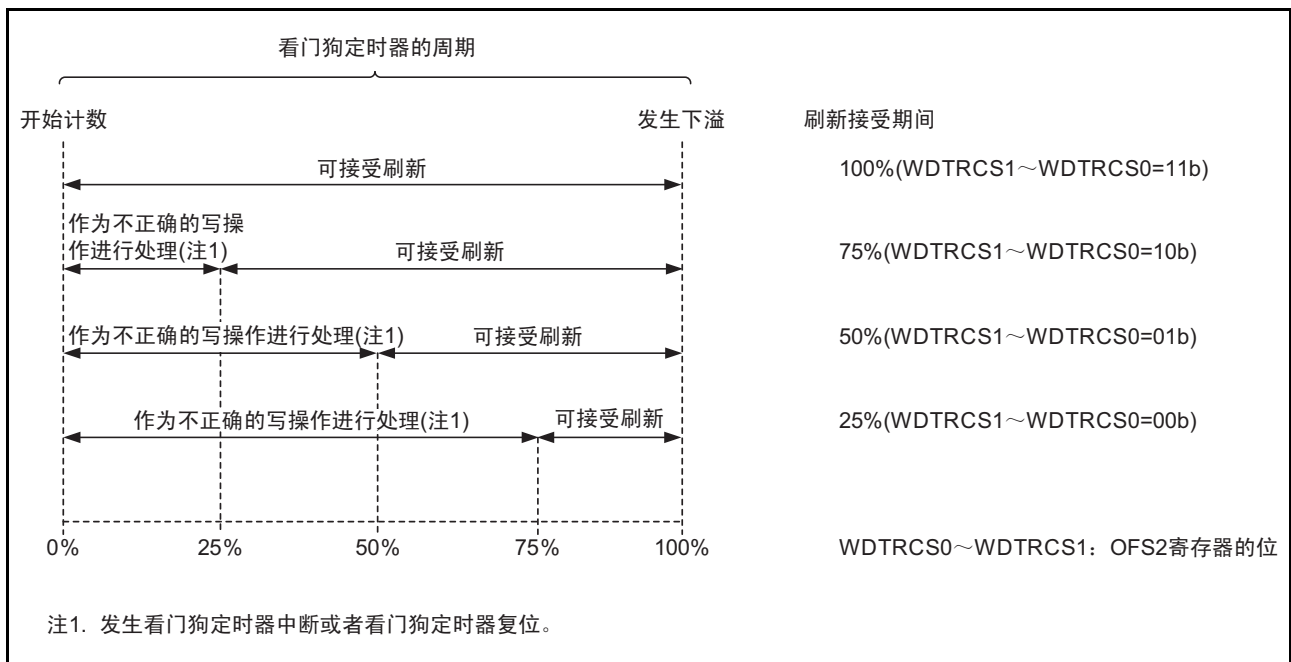 看门狗定时器的周期
开始计数
发生下溢
刷新接受期间
可接受刷新
100%(WDTRCS1～WDTRCS0=11b)
作为不正确的写操
作进行处理(注1)
可接受刷新
75%(WDTRCS1～WDTRCS0=10b)
作为不正确的写操作进行处理(注1)
可接受刷新
50%(WDTRCS1～WDTRCS0=01b)
作为不正确的写操作进行处理(注1)
可接受刷新
25%(WDTRCS1～WDTRCS0=00b)
0%
25%
50%
75%
100%
WDTRCS0～WDTRCS1：OFS2寄存器的位
注1. 发生看门狗定时器中断或者看门狗定时器复位。